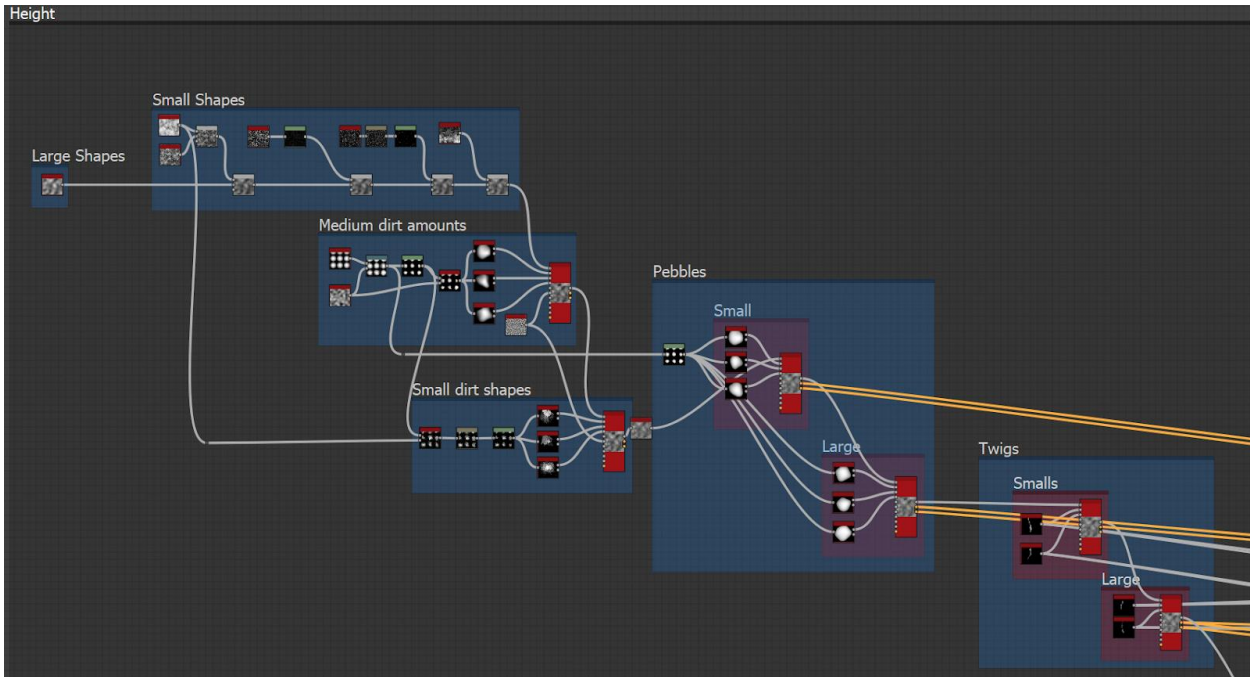 Height
Small Shapes
Large Shapes
Medium dirt amounts
Pebbles
Small
Small dirt shapes
Large
Twigs
Smalls
Large